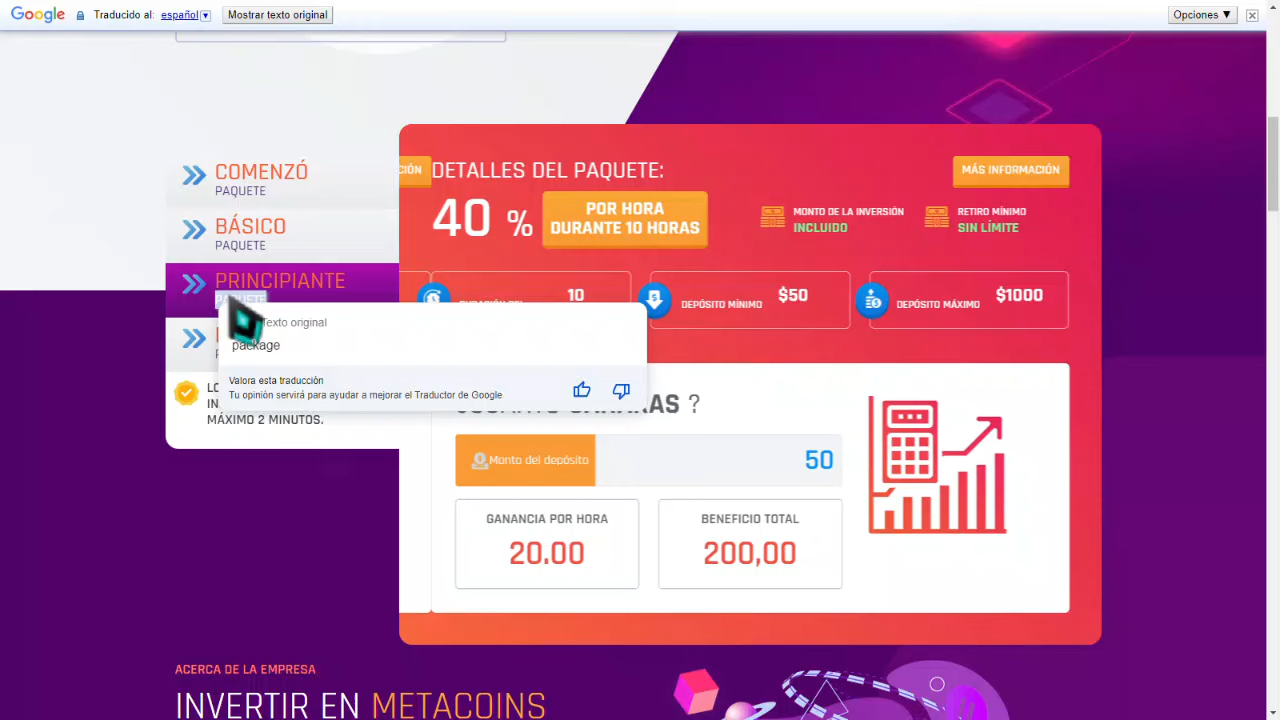 Google Traducido al: español Mostrar texto original Opciones ▼
COMENZÓ
PAQUETE
BÁSICO
PAQUETE
PRINCIPIANTE
PAQUETE
MÁXIMO 2 MINUTOS.
Texto original
package
Valora esta traducción
Tu opinión servirá para ayudar a mejorar el Traductor de Google
DETALLES DEL PAQUETE:
MÁS INFORMACIÓN
40 %
POR HORA
DURANTE 10 HORAS
MONTO DE LA INVERSIÓN
INCLUIDO
RETIRO MÍNIMO
SIN LÍMITE
10
DEPÓSITO MÍNIMO $50
DEPÓSITO MÁXIMO $1000
?
Monto del depósito 50
GANANCIA POR HORA
20.00
BENEFICIO TOTAL
200,00
ACERCA DE LA EMPRESA
INVERTIR EN METACOINS